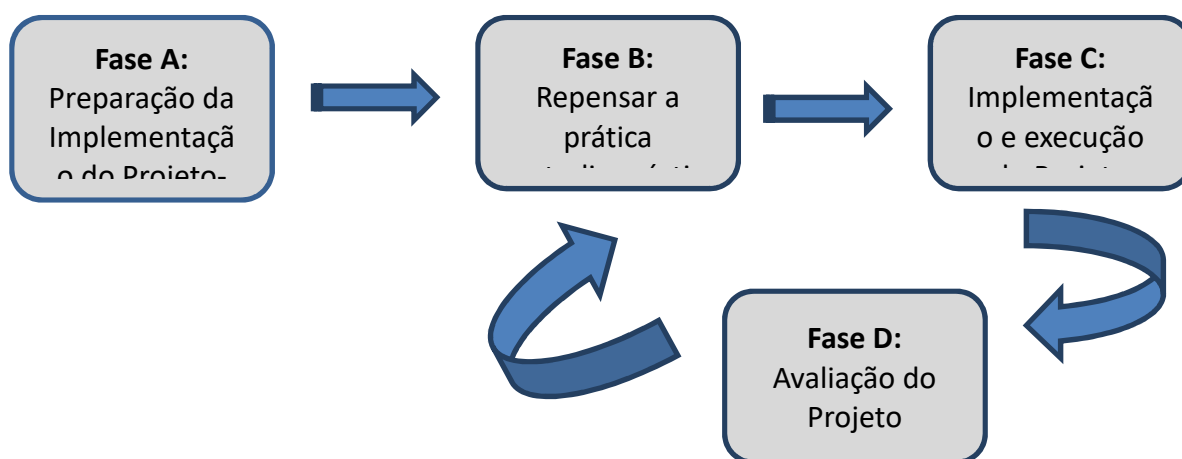 Fase A:
Preparação da
Implementaçã
o do Projeto-
Fase B:
Repensar a
prática
Fase C:
Implementaçã
o e execução
Fase D:
Avaliação do
Projeto